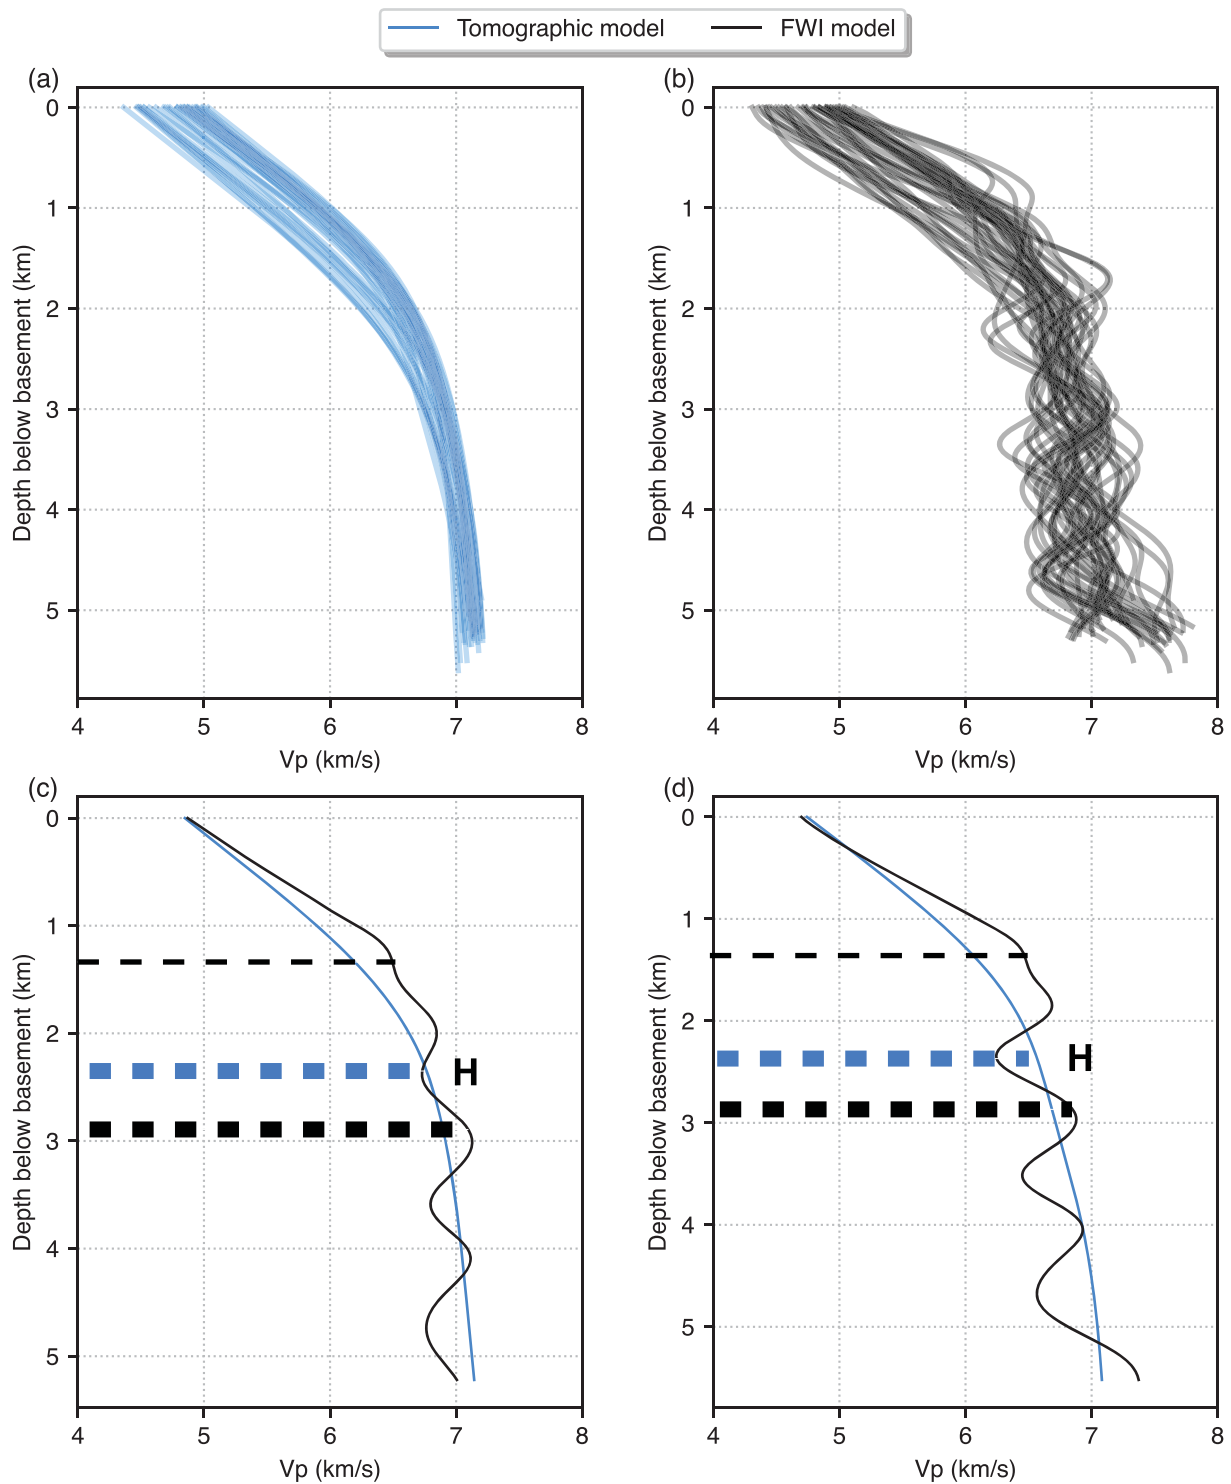 Tomographic model FWI model
(a)
0
1
2
3
4
5
Depth below basement (km)
4 5 6 7 8
Vp (km/s)
(b)
0
1
2
3
4
5
Depth below basement (km)
4 5 6 7 8
Vp (km/s)
(c)
0
1
2
3
4
5
Depth below basement (km)
H
4 5 6 7 8
Vp (km/s)
(d)
0
1
2
3
4
5
Depth below basement (km)
H
4 5 6 7 8
Vp (km/s)